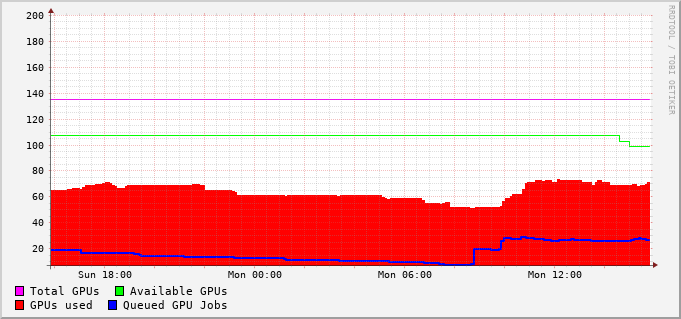 200
180
160
140
120
100
80
60
40
20
Sun 18:00 Mon 00:00 Mon 06:00 Mon 12:00
Total GPUs Available GPUs
GPUs used Queued GPU Jobs
RRDTOOL / TOBI OETIKER